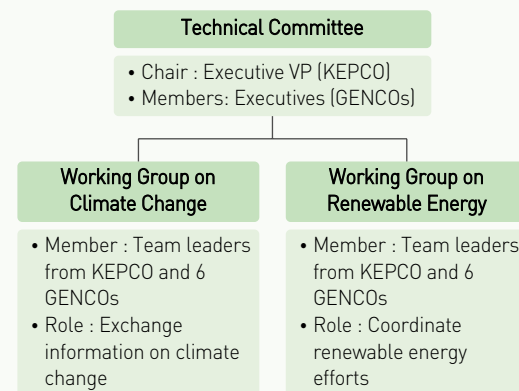 Technical Committee
• Chair : Executive VP (KEPCO)
• Members: Executives (GENCOs)
Working Group on
Climate Change
• Member : Team leaders
from KEPCO and 6
GENCOs
• Role : Exchange
information on climate
change
Working Group on
Renewable Energy
• Member : Team leaders
from KEPCO and 6
GENCOs
• Role : Coordinate
renewable energy
efforts